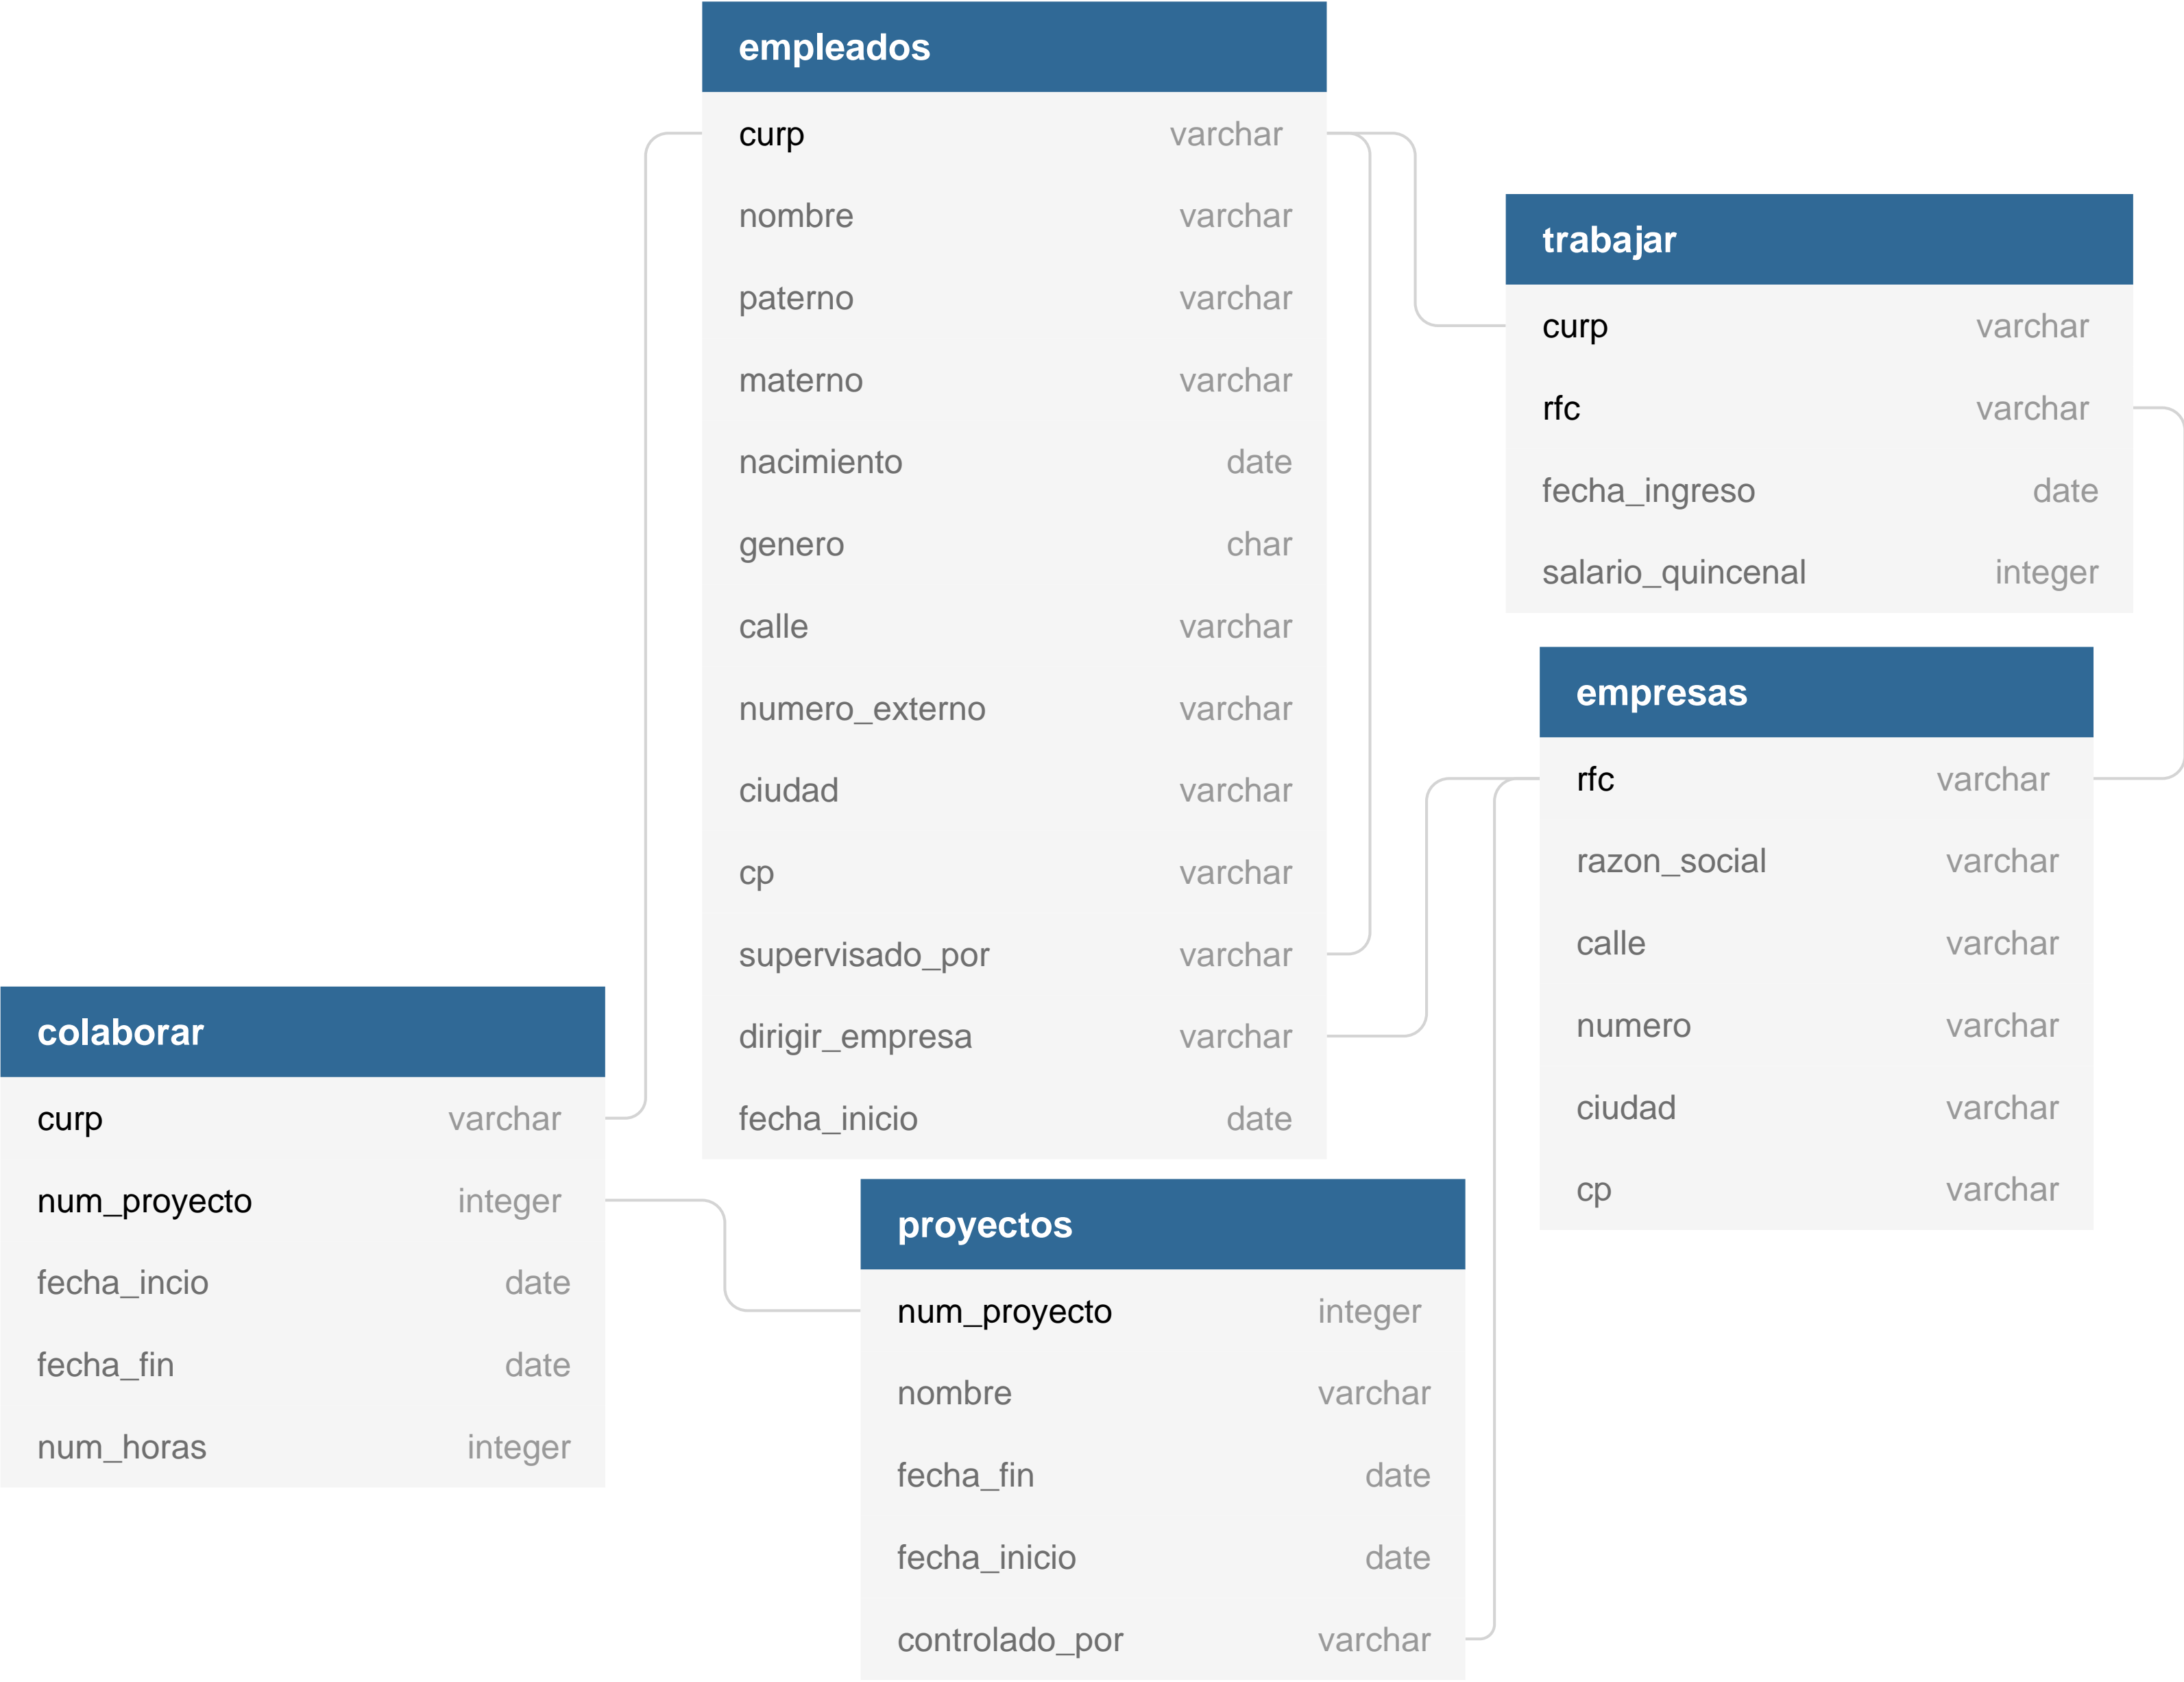 empleados
curp varchar
nombre varchar
paterno varchar
materno varchar
nacimiento date
genero char
calle varchar
numero_externo varchar
ciudad varchar
cp varchar
supervisado_por varchar
dirigir_empresa varchar
fecha_inicio date
trabajar
curp varchar
rfc varchar
fecha_ingreso date
salario_quincenal integer
empresas
rfc varchar
razon_social varchar
calle varchar
numero varchar
ciudad varchar
cp varchar
colaborar
curp varchar
num_proyecto integer
fecha_incio date
fecha_fin date
num_horas integer
proyectos
num_proyecto integer
nombre varchar
fecha_fin date
fecha_inicio date
controlado_por varchar